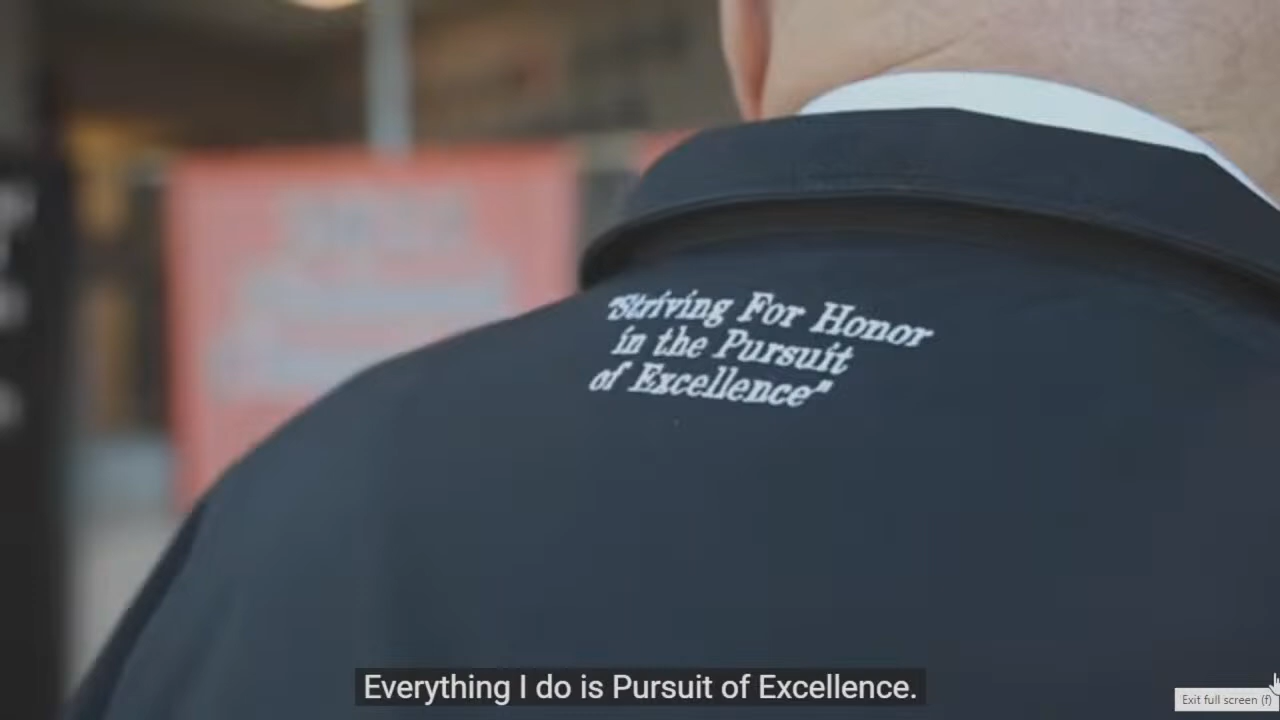 "Striving For Honor
in the Pursuit
of Excellence"
Everything I do is Pursuit of Excellence.
Exit full screen (f)